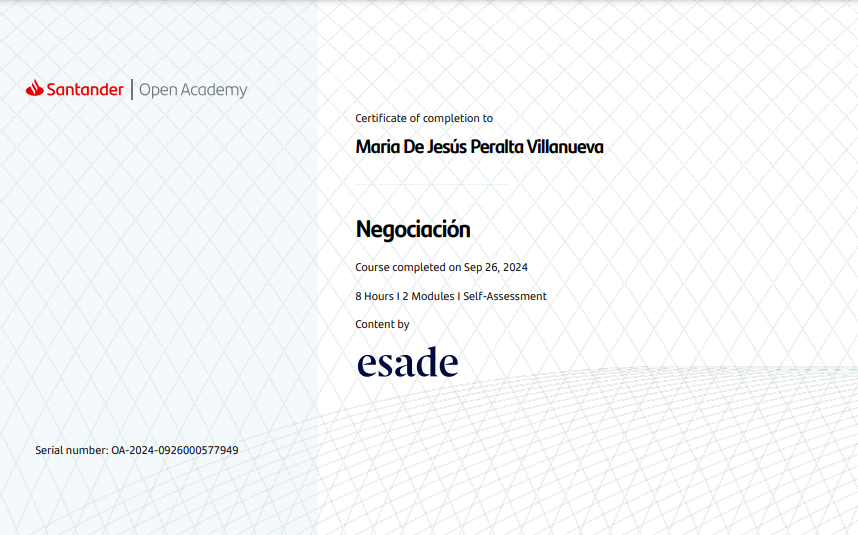 Santander | Open Academy
Certificate of completion to
Maria De Jesús Peralta Villanueva
Negociación
Course completed on Sep 26, 2024
8 Hours I 2 Modules I Self-Assessment
Content by
esade
Serial number: OA-2024-0926000577949